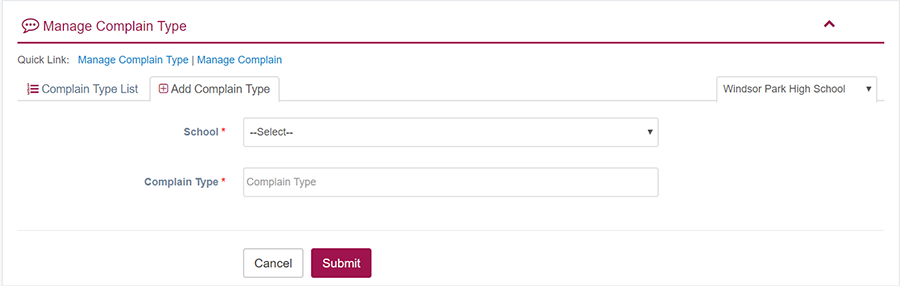 Manage Complain Type
Quick Link: Manage Complain Type | Manage Complain
Complain Type List Add Complain Type Windsor Park High School
School * --Select--
Complain Type * Complain Type
Cancel Submit